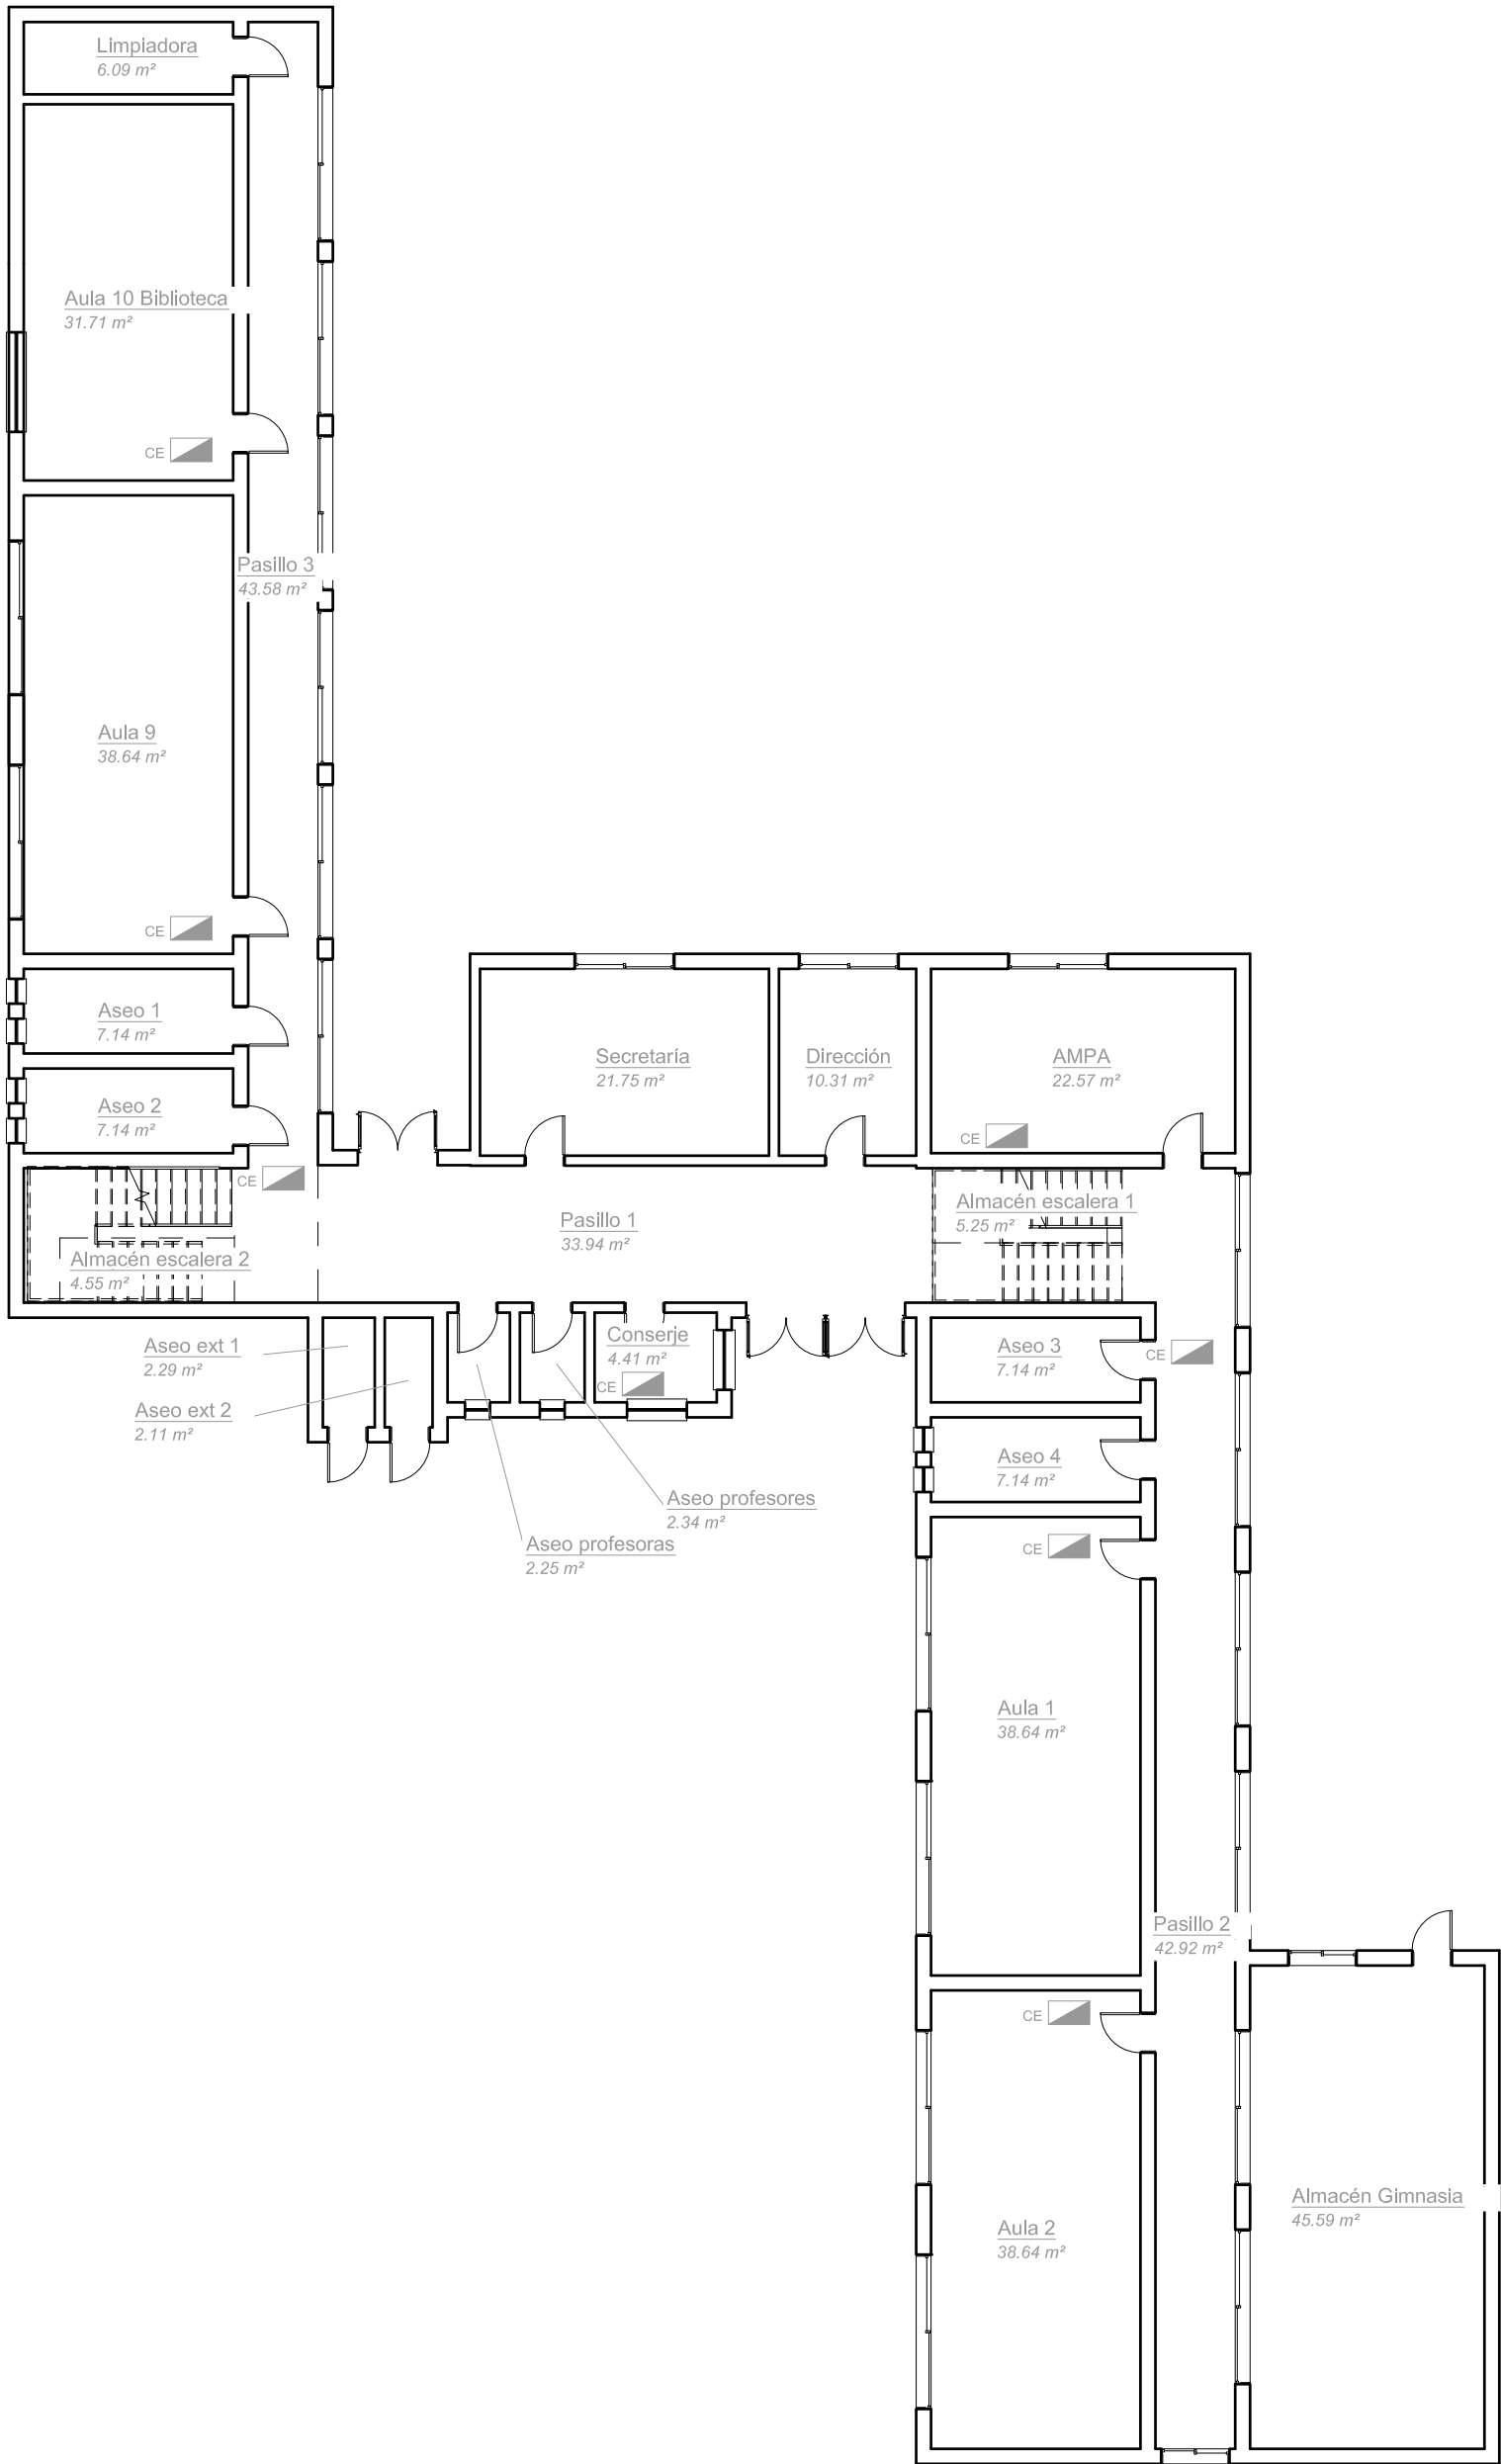 Limpiadora
6.09 m²
Aula 10 Biblioteca
31.71 m²
CE
Pasillo 3
43.58 m²
Aula 9
38.64 m²
CE
Aseo 1
7.14 m²
Aseo 2
7.14 m²
CE
Secretaría
21.75 m²
Dirección
10.31 m²
AMPA
22.57 m²
CE
Almacén escalera 1
5.25 m²
Pasillo 1
33.94 m²
Almacén escalera 2
4.55 m²
Aseo ext 1
2.29 m²
Aseo ext 2
2.11 m²
Conserje
4.41 m²
CE
Aseo 3
7.14 m²
CE
Aseo 4
7.14 m²
Aseo profesores
2.34 m²
Aseo profesoras
2.25 m²
CE
Aula 1
38.64 m²
Pasillo 2
42.92 m²
CE
Almacén Gimnasia
45.59 m²
Aula 2
38.64 m²